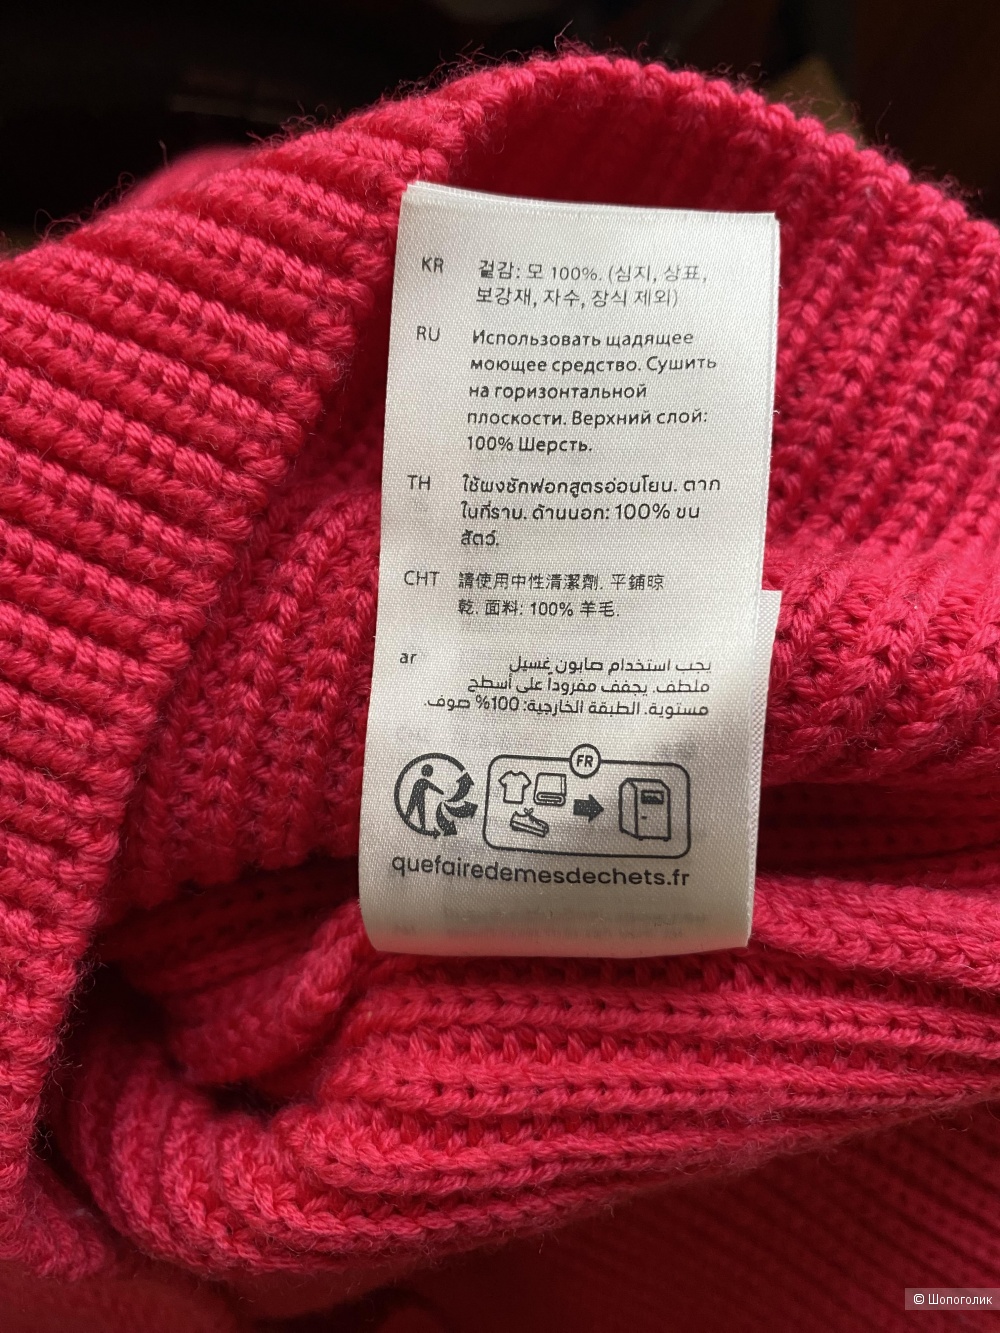 KR 겉감: 모 100%. (심지, 상표,
보강재, 자수, 장식 제외)
RU Использовать щадящее
моющее средство. Сушить
на горизонтальной
плоскости. Верхний слой:
100% Шерсть.
TH ใช้ผงซักฟอกสูตรอ่อนโยน. ตาก
ในที่ราบ. ด้านนอก: 100% ขน
สัตว์.
CHT 請使用中性清潔劑. 平鋪晾
乾. 面料: 100% 羊毛.
ar يجب استخدام صابون غسيل
ملطف. يجفف مفروداً على أسطح
مستوية. الطبقة الخارجية: 100% صوف.
FR
quefairedemesdechets.fr
© Шопоголик